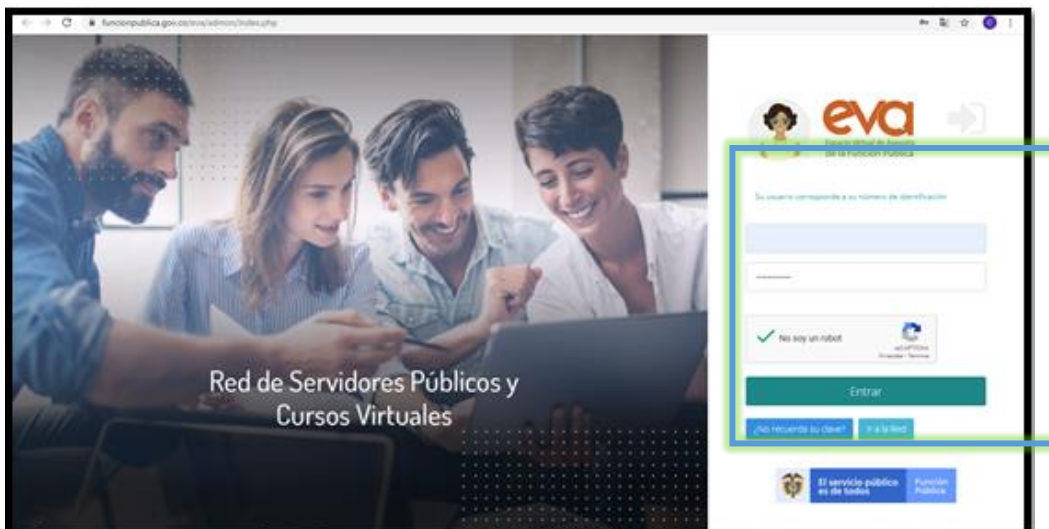 funcionpublica.gov.co/eva/admin/index.php
eva
Espacio Virtual de Asesoría
de la Función Pública
Su usuario corresponde a su número de identificación
No soy un robot
reCAPTCHA
Privacidad - Términos
Entrar
¿No recuerda su clave?
Ir a la Red
Red de Servidores Públicos y
Cursos Virtuales
El servicio público
es de todos
Función
Pública